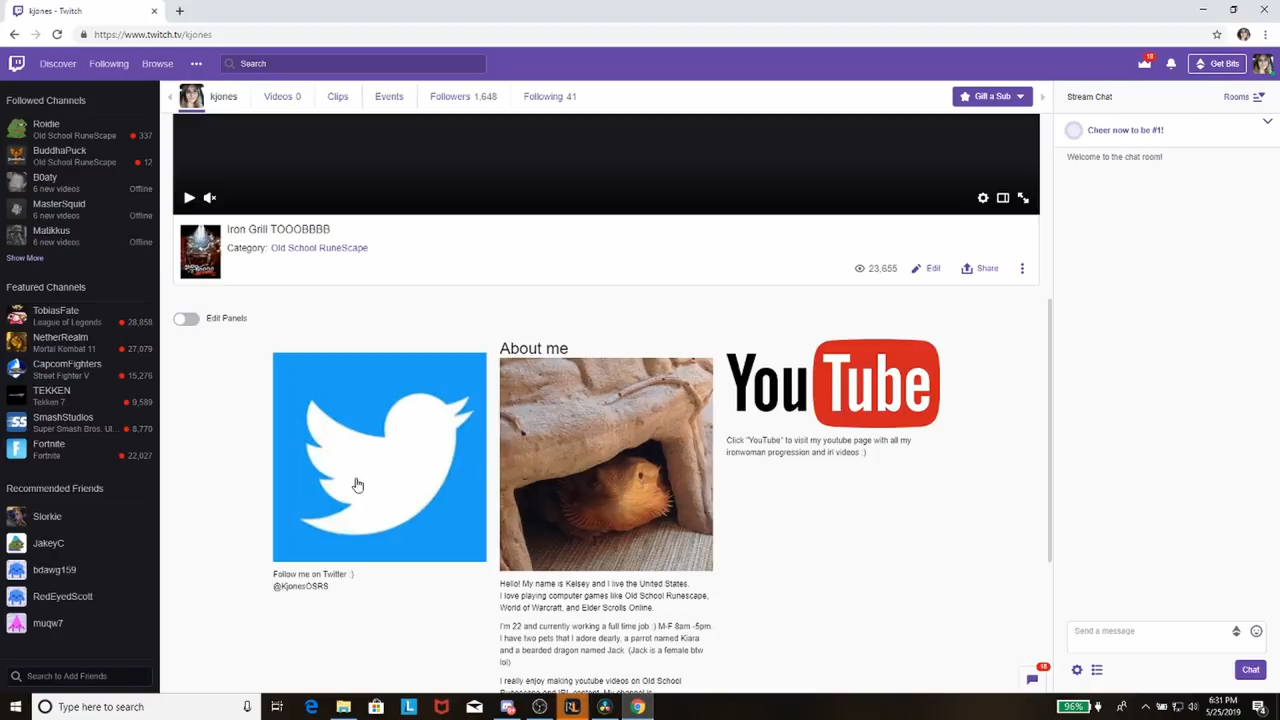 kjones - Twitch
https://www.twitch.tv/kjones
Discover
Following
Browse
Search
18
Get Bits
Followed Channels
Roidie
Old School RuneScape
337
BuddhaPuck
Old School RuneScape
12
B0aty
6 new videos
Offline
MasterSquid
6 new videos
Offline
Matikkus
6 new videos
Offline
Show More
Featured Channels
TobiasFate
League of Legends
28,858
NetherRealm
Mortal Kombat 11
27,079
CapcomFighters
Street Fighter V
15,276
TEKKEN
Tekken 7
9,589
SmashStudios
Super Smash Bros. Ul...
8,770
Fortnite
Fortnite
22,027
Recommended Friends
Slorkie
JakeyC
bdawg159
RedEyedScott
muqw7
Search to Add Friends
kjones
Videos 0
Clips
Events
Followers 1,648
Following 41
Gift a Sub
Iron Grill TOOOBBBB
Category: Old School RuneScape
23,655
Edit
Share
Edit Panels
Follow me on Twitter :)
@KjonesOSRS
About me
Hello! My name is Kelsey and I live the United States.
I love playing computer games like Old School Runescape,
World of Warcraft, and Elder Scrolls Online.
I'm 22 and currently working a full time job :) M-F 8am -5pm.
I have two pets that I adore dearly, a parrot named Kiara
and a bearded dragon named Jack. (Jack is a female btw
lol)
I really enjoy making youtube videos on Old School
Runescape and IRL content. My channel is
YouTube
Click "YouTube" to visit my youtube page with all my
ironwoman progression and irl videos :)
Stream Chat
Rooms
Cheer now to be #1!
Welcome to the chat room!
Send a message
Chat
18
Type here to search
96%
6:31 PM
5/25/2019
4